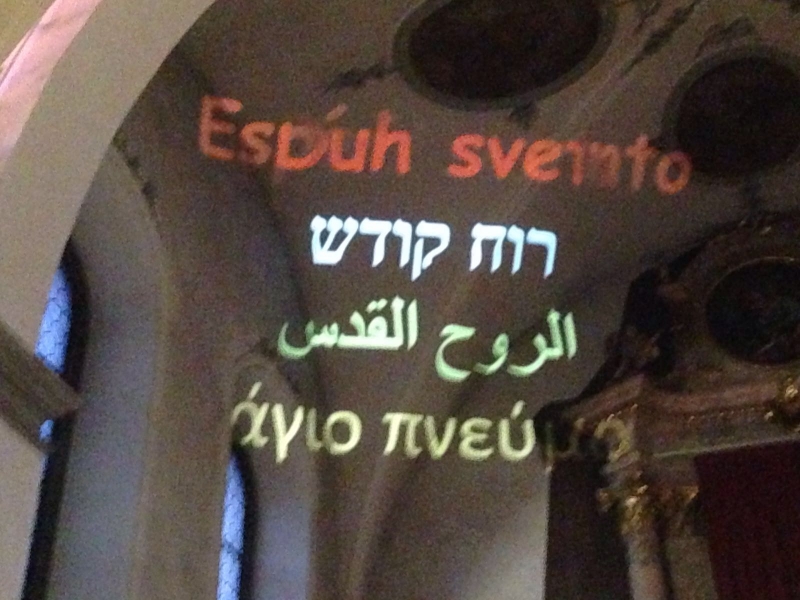 רוח קודש
الروح القدس
άγιο πνεύμα